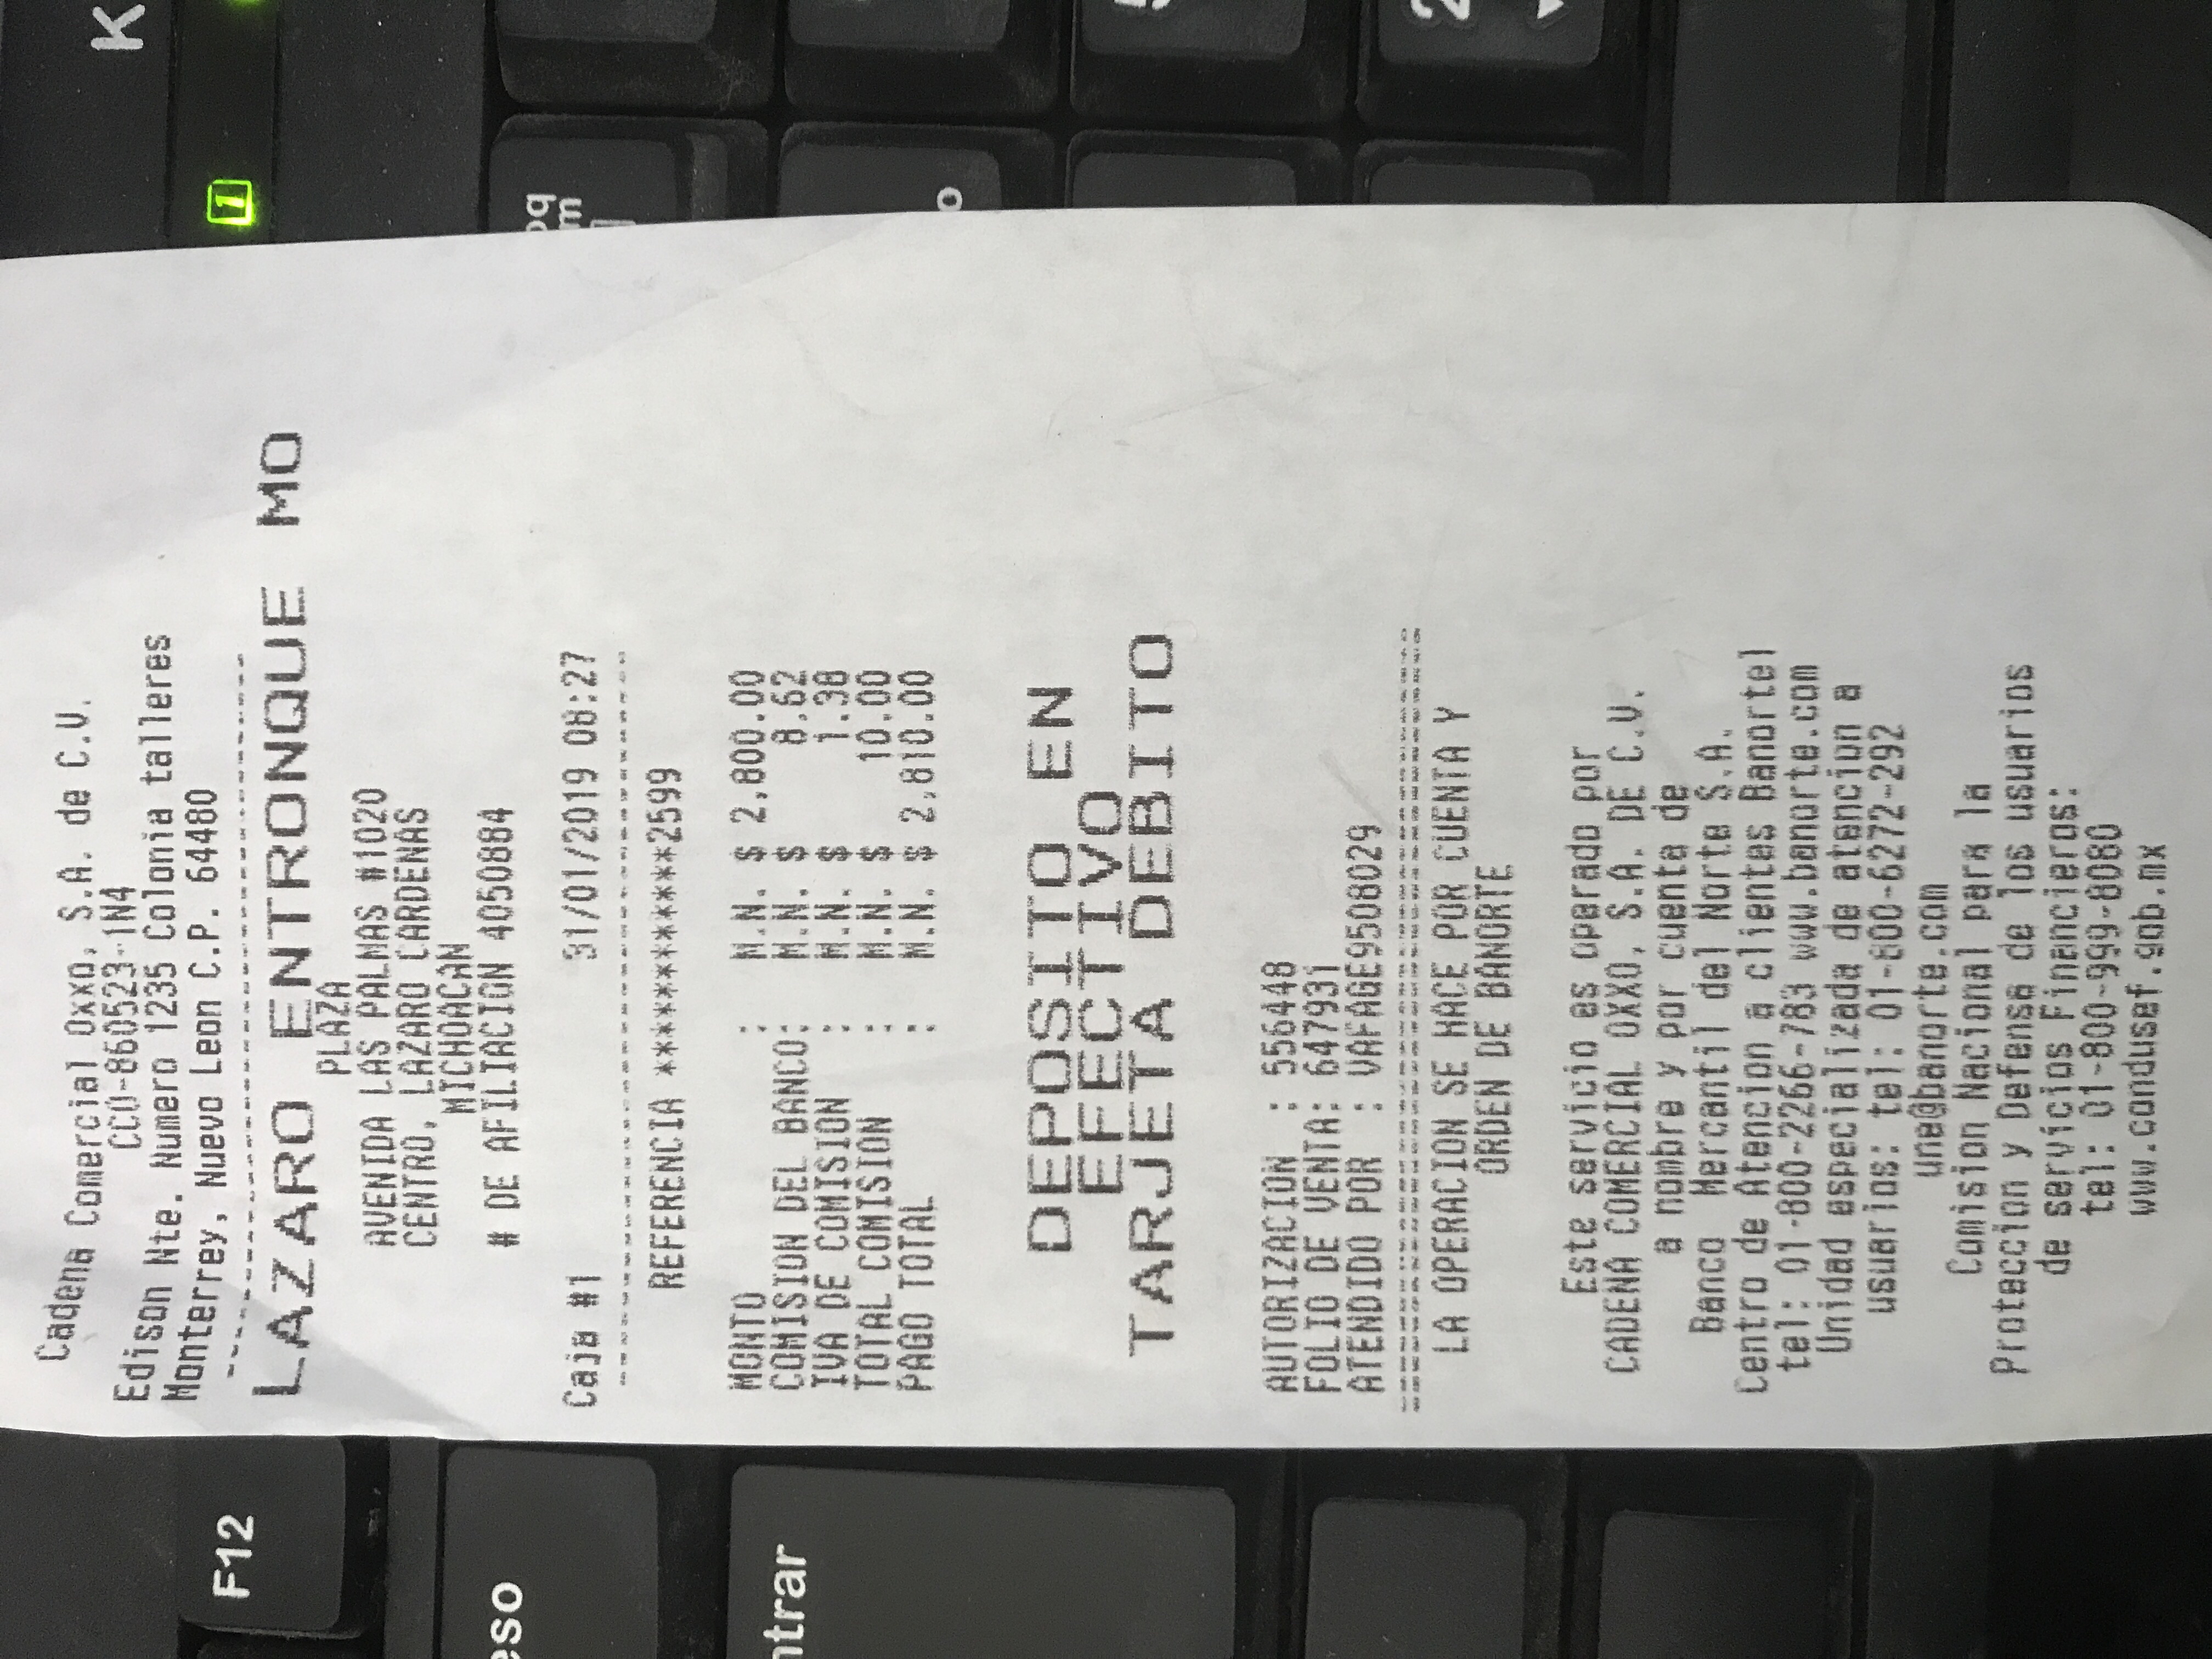 Cadena Comercial Oxxo, S.A. de C.V.
CCO-860523-1N4
Edison Nte. Numero 1235 Colonia talleres
Monterrey, Nuevo Leon C.P. 64480
LAZARO ENTRONQUE MO
PLAZA
AVENIDA LAS PALMAS #1020
CENTRO, LAZARO CARDENAS
MICHOACAN
# DE AFILIACION 4050884
Caja #1 31/01/2019 08:27
REFERENCIA ************2599
MONTO : M.N. $ 2,800.00
COMISION DEL BANCO: M.N. $ 8.62
IVA DE COMISION : M.N. $ 1.38
TOTAL COMISION : M.N. $ 10.00
PAGO TOTAL : M.N. $ 2,810.00
DEPOSITO EN
EFECTIVO
TARJETA DEBITO
AUTORIZACION : 556448
FOLIO DE VENTA: 647931
ATENDIDO POR : VAFAGE9508029
LA OPERACION SE HACE POR CUENTA Y
ORDEN DE BANORTE
Este servicio es operado por
CADENA COMERCIAL OXXO, S.A. DE C.V.
a nombre y por cuenta de
Banco Mercantil del Norte S.A.
Centro de Atencion a clientes Banortel
tel: 01-800-2266-783 www.banorte.com
Unidad especializada de atencion a
usuarios: tel: 01-800-6272-292
une@banorte.com
Comision Nacional para la
Proteccion y Defensa de los usuarios
de servicios Financieros:
tel: 01-800-999-8080
www.condusef.gob.mx
F12
eso
ntrar
K
5
2